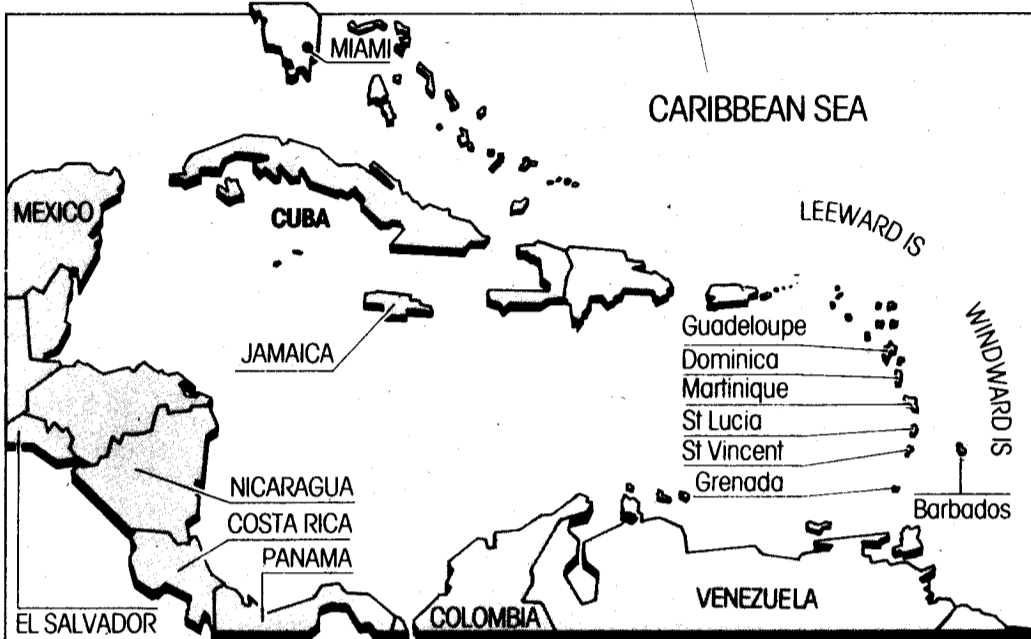 MIAMI
CARIBBEAN SEA
MEXICO
CUBA
LEEWARD IS
WINDWARD IS
JAMAICA
Guadeloupe
Dominica
Martinique
St Lucia
St Vincent
Grenada
Barbados
NICARAGUA
COSTA RICA
PANAMA
EL SALVADOR
COLOMBIA
VENEZUELA